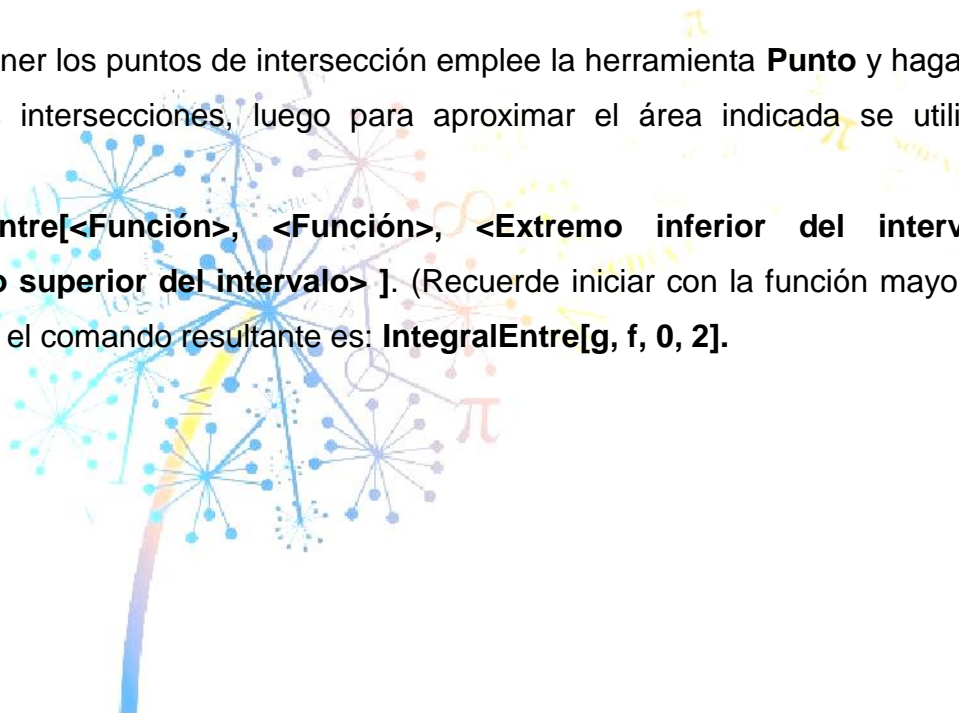 ner los puntos de intersección emplee la herramienta Punto y haga
s intersecciones, luego para aproximar el área indicada se utili
ntre[<Función>, <Función>, <Extremo inferior del interv
o superior del intervalo> ]. (Recuerde iniciar con la función mayo
el comando resultante es: IntegralEntre[g, f, 0, 2].